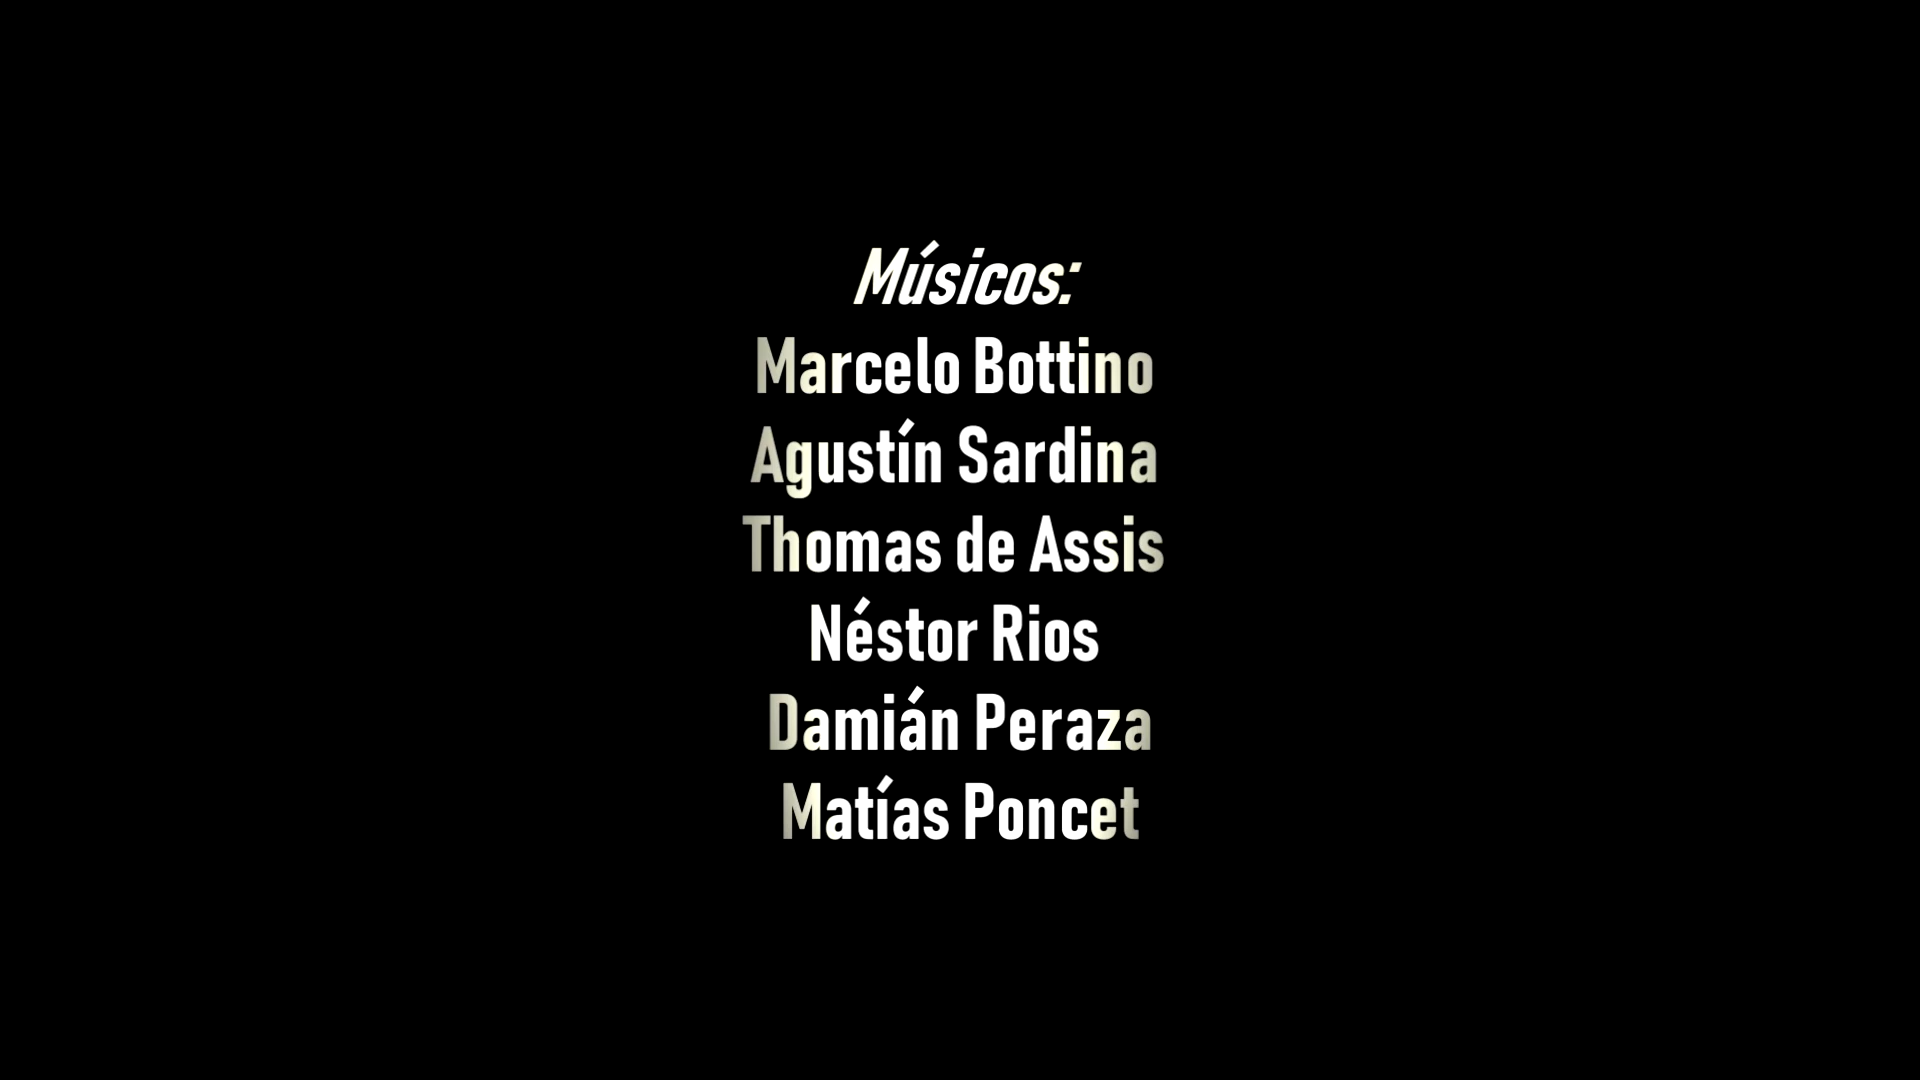 Músicos:
Marcelo Bottino
Agustín Sardina
Thomas de Assis
Néstor Rios
Damián Peraza
Matías Poncet